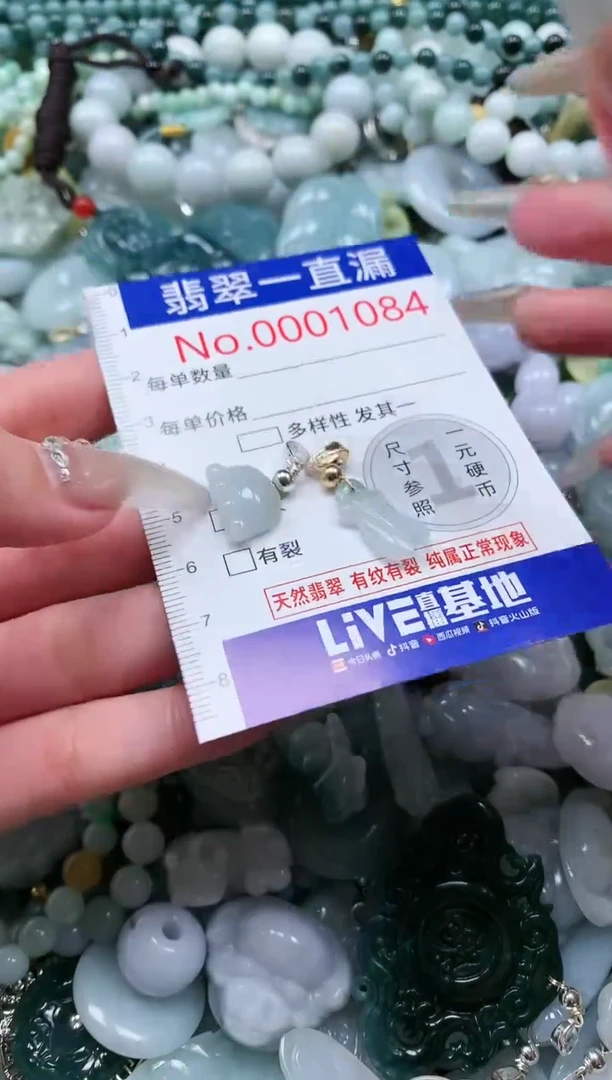 翡翠一直漏
No.0001084
0
1
2 每单数量
3 每单价格
多样性 发其一
尺寸参照
1
一元硬币
5
6 有裂
天然翡翠 有纹有裂 纯属正常现象
7
LiVE直播基地
8
今日头条 抖音 西瓜视频 抖音火山版